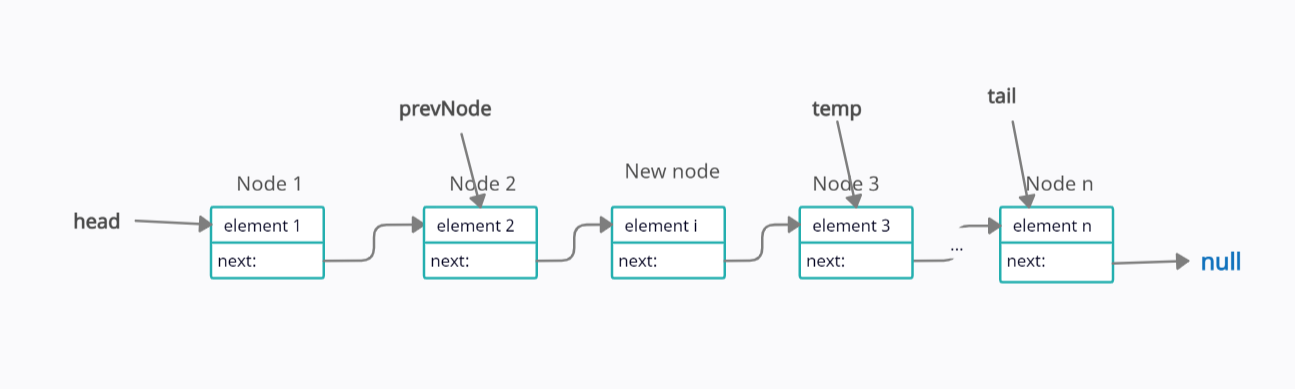 tail
prevNode
temp
New node
Node 1
Node 2
Node 3
Node n
head
element 1
element 2
element i
element 3
element n
next:
next:
next:
next:
...
next:
null